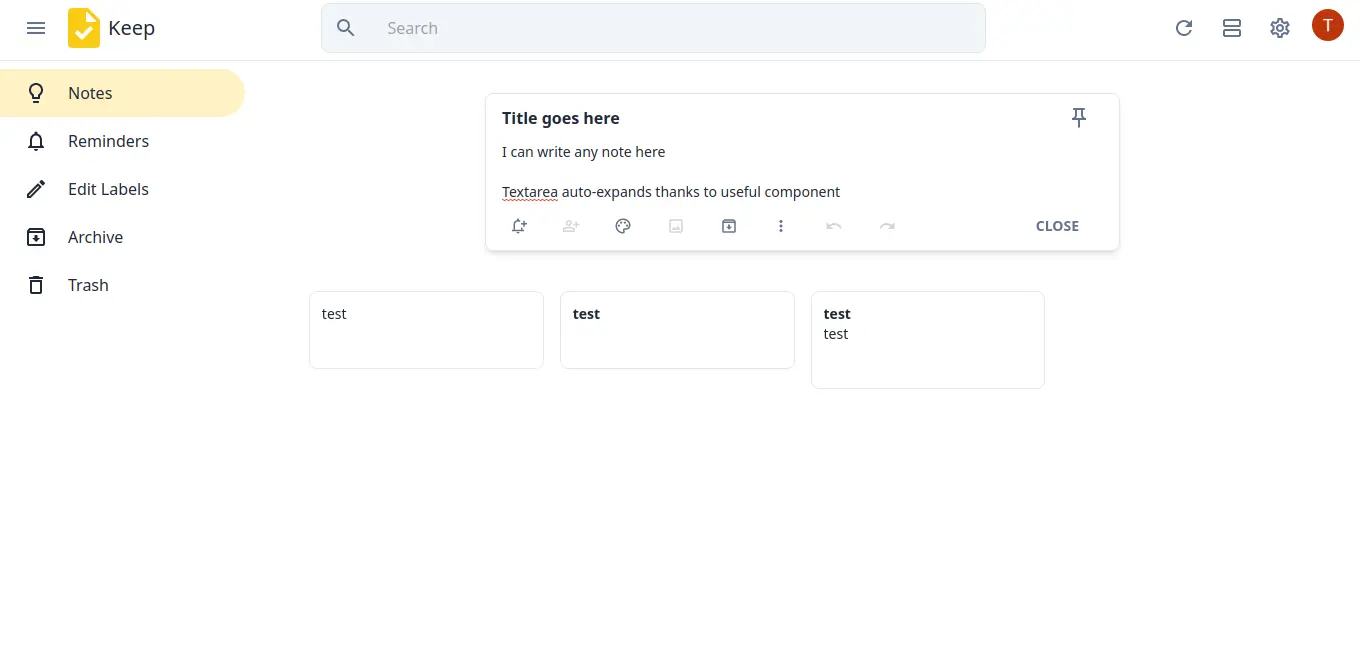 Keep
Search
T
Notes
Reminders
Edit Labels
Archive
Trash
Title goes here
I can write any note here
Textarea auto-expands thanks to useful component
CLOSE
test
test
test
test